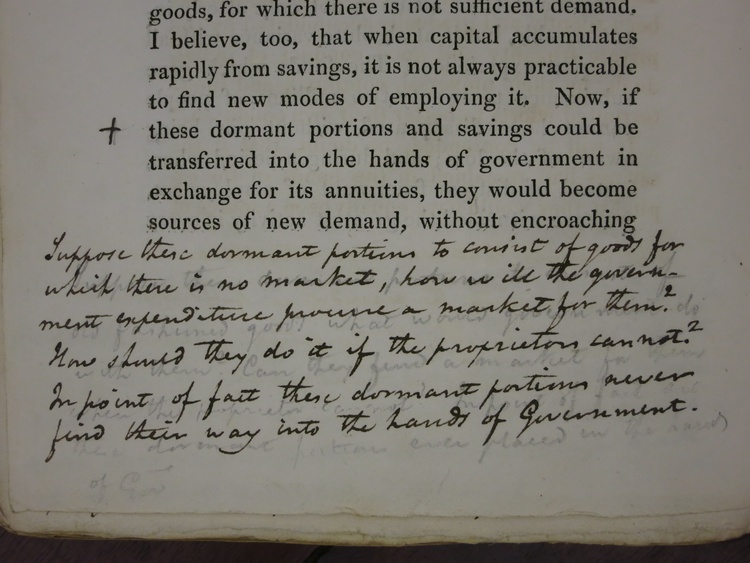 goods, for which there is not sufficient demand.
I believe, too, that when capital accumulates
rapidly from savings, it is not always practicable
to find new modes of employing it. Now, if
+ these dormant portions and savings could be
transferred into the hands of government in
exchange for its annuities, they would become
sources of new demand, without encroaching
Suppose these dormant portions to consist of goods for
which there is no market, how will the govern-
ment expenditure procure a market for them?
How should they do it if the proprietors cannot?
In point of fact these dormant portions never
find their way into the hands of Government.
of Gov